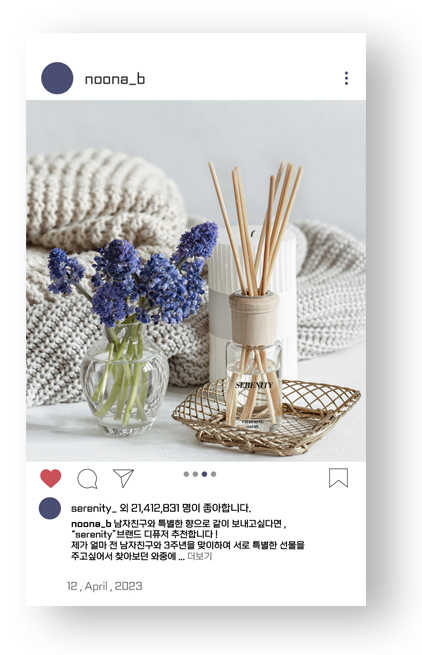 noona_b
SERENITY
serenity_ 외 21,412,831 명이 좋아합니다.
noona_b 남자친구와 특별한 향으로 같이 보내고싶다면 ,
"serenity"브랜드 디퓨저 추천합니다 !
제가 얼마 전 남자친구와 3주년을 맞이하여 서로 특별한 선물을
주고싶어서 찾아보던 와중에 ... 더보기
12 , April , 2023